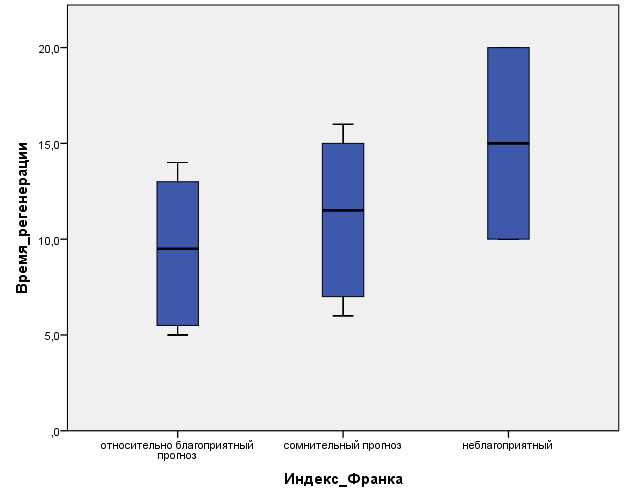 20,0
15,0
10,0
5,0
,0
Время_регенерации
относительно благоприятный
прогноз
сомнительный прогноз
неблагоприятный
Индекс_Франка